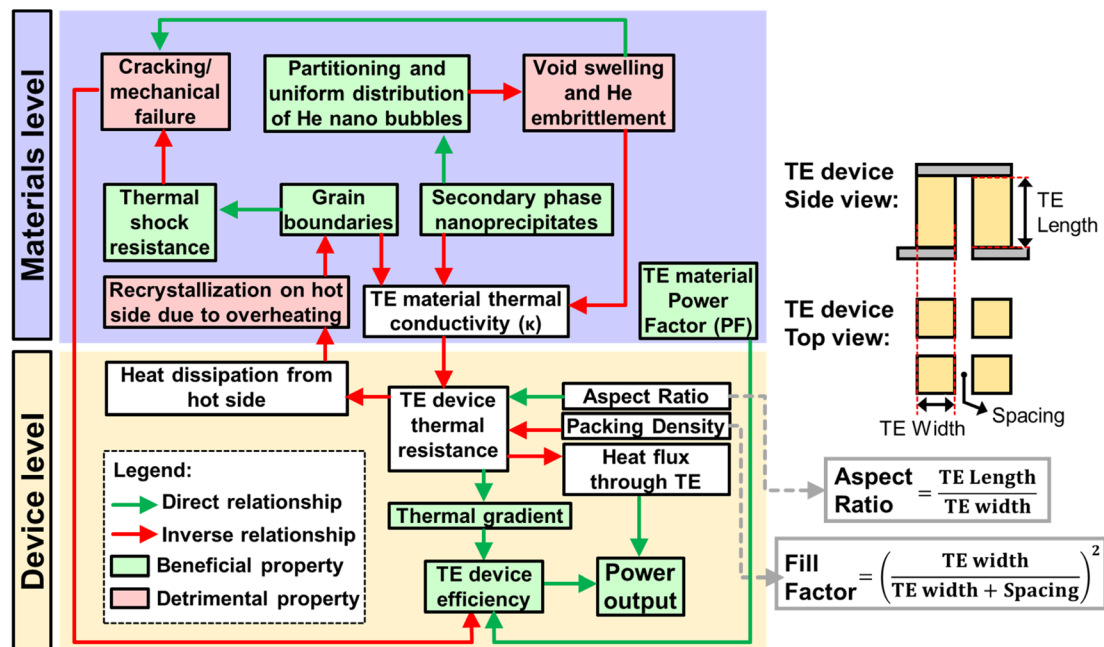 Materials level
Cracking/
mechanical
failure
Partitioning and
uniform distribution
of He nano bubbles
Void swelling
and He
embrittlement
Thermal
shock
resistance
Grain
boundaries
Secondary phase
nanoprecipitates
Recrystallization on hot
side due to overheating
TE material thermal
conductivity (κ)
TE material
Power
Factor (PF)
Device level
Heat dissipation from
hot side
TE device
thermal
resistance
Aspect Ratio
Packing Density
Heat flux
through TE
Thermal gradient
TE device
efficiency
Power
output
Legend:
Direct relationship
Inverse relationship
Beneficial property
Detrimental property
TE device
Side view:
TE
Length
TE device
Top view:
TE Width
Spacing
Aspect Ratio = TE Length / TE width
Fill Factor = (TE width / TE width + Spacing)²